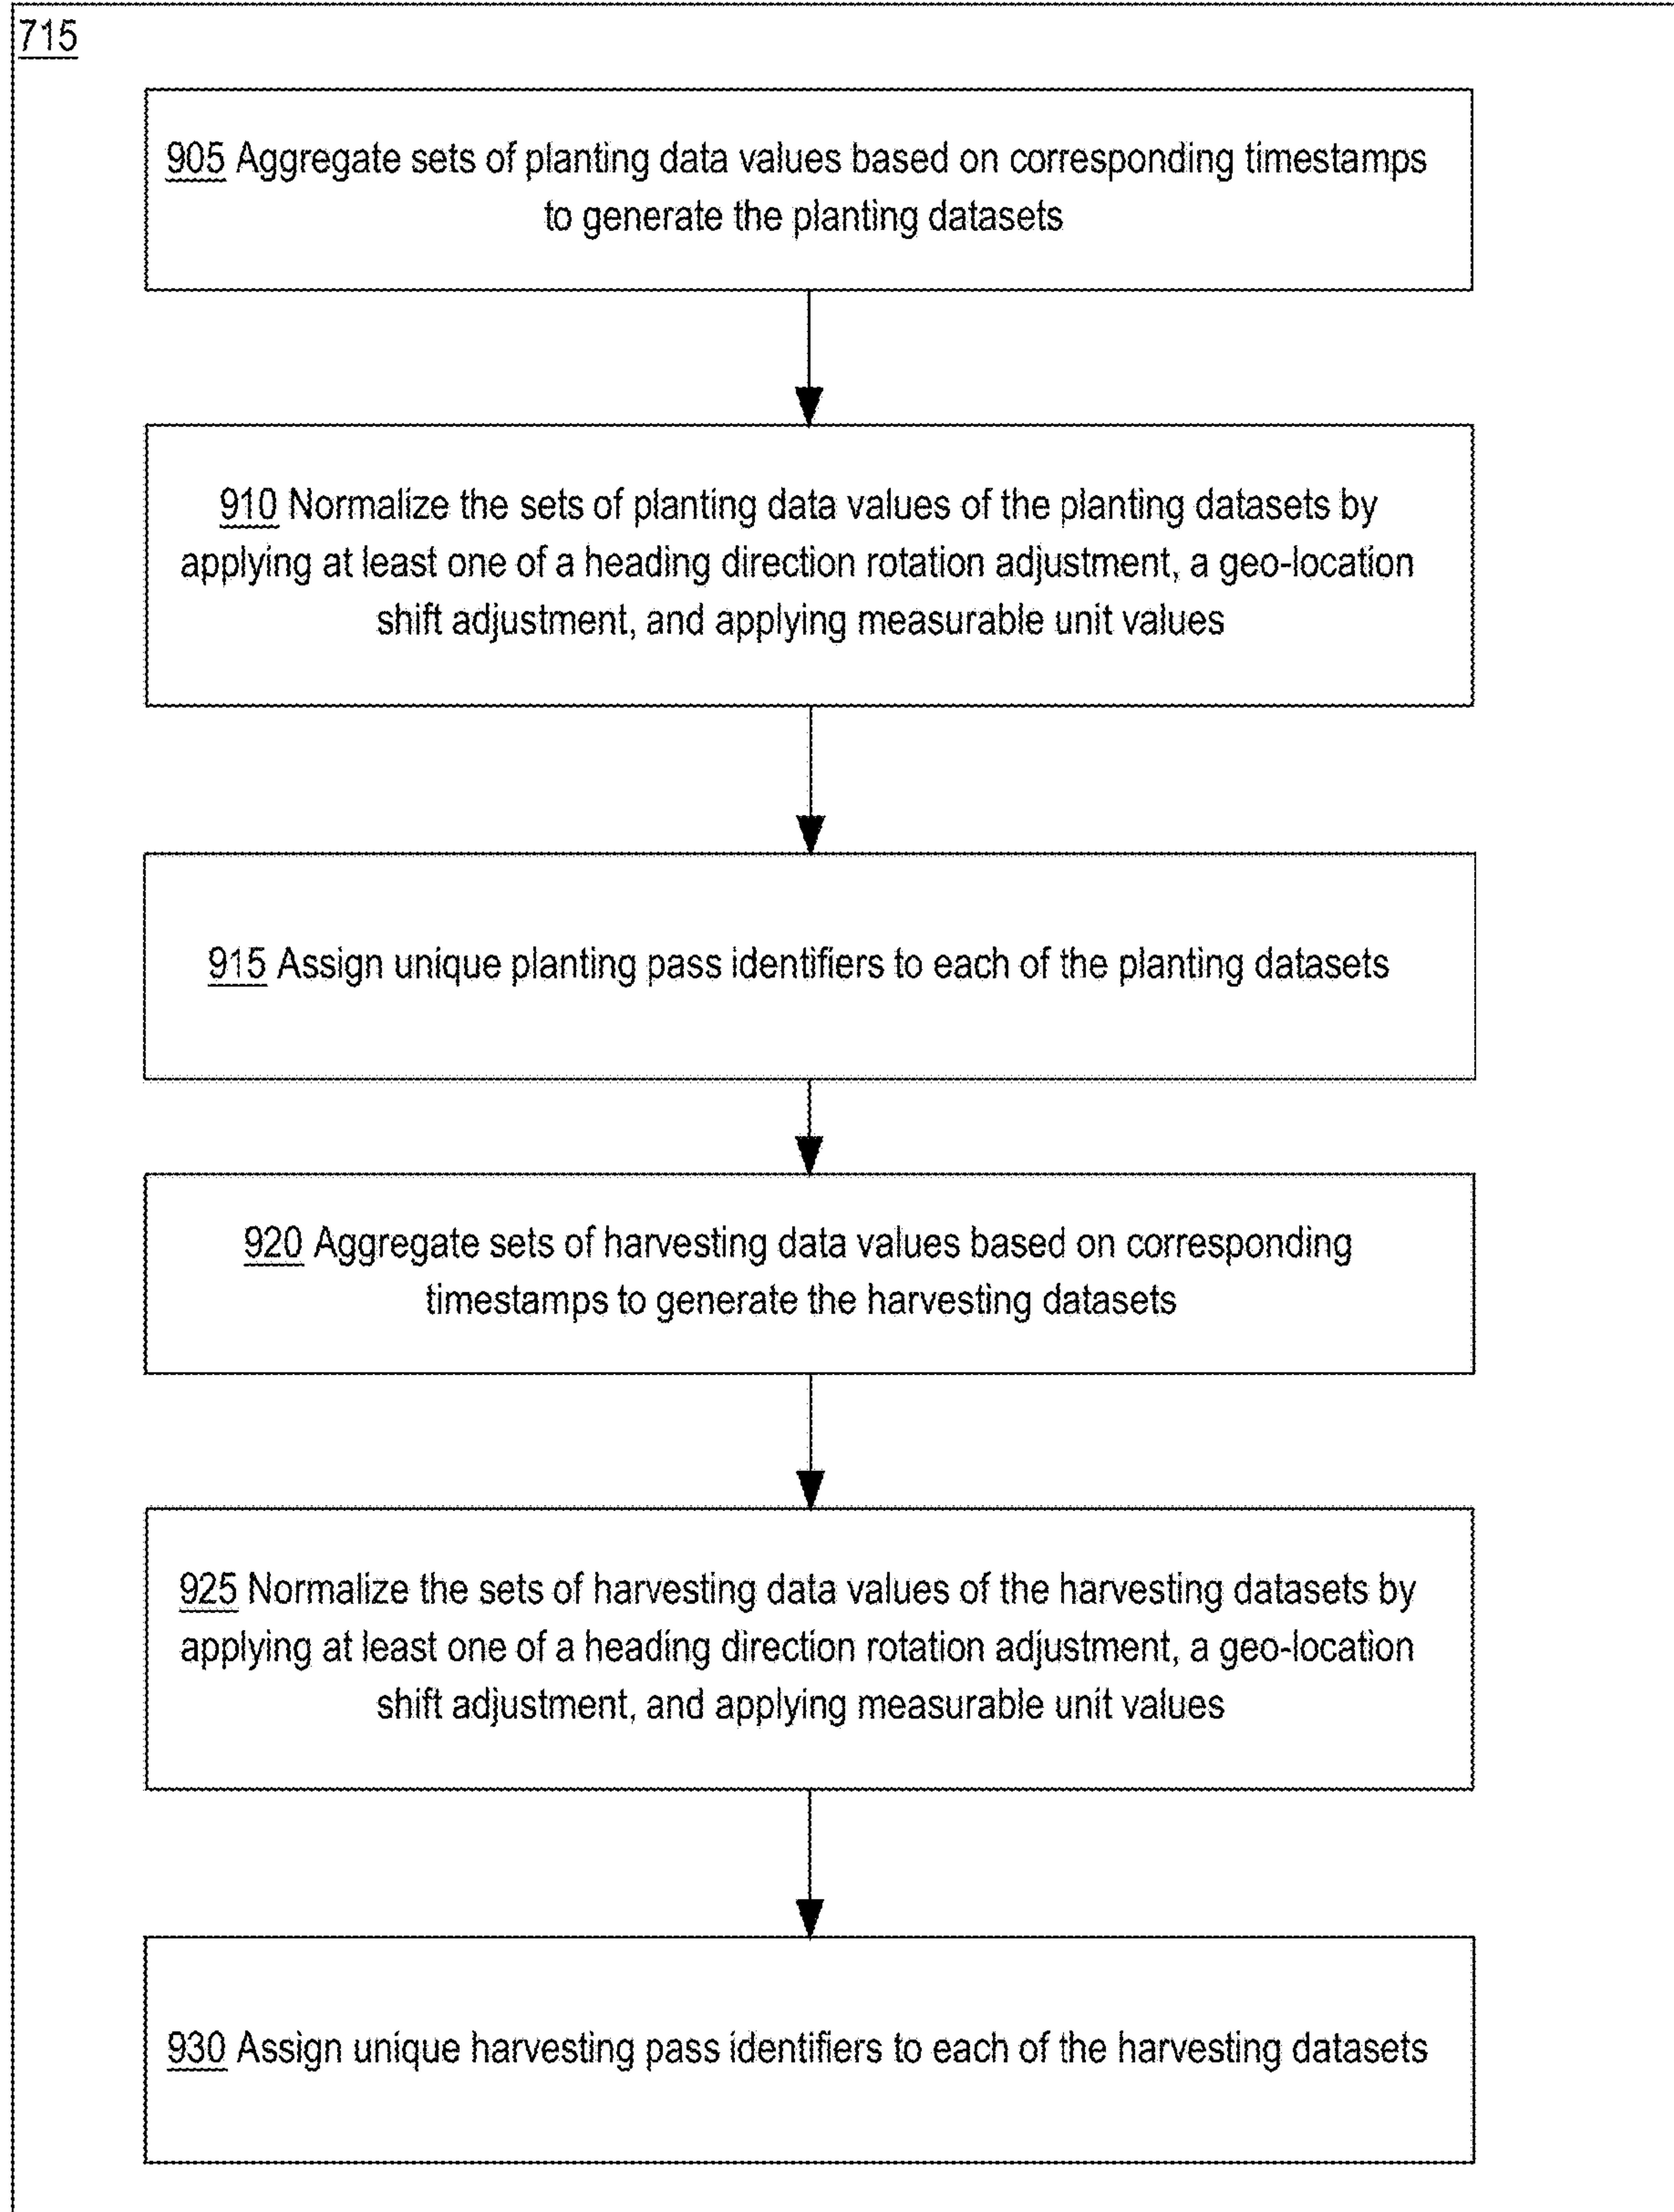 715
905 Aggregate sets of planting data values based on corresponding timestamps
to generate the planting datasets
910 Normalize the sets of planting data values of the planting datasets by
applying at least one of a heading direction rotation adjustment, a geo-location
shift adjustment, and applying measurable unit values
915 Assign unique planting pass identifiers to each of the planting datasets
920 Aggregate sets of harvesting data values based on corresponding
timestamps to generate the harvesting datasets
925 Normalize the sets of harvesting data values of the harvesting datasets by
applying at least one of a heading direction rotation adjustment, a geo-location
shift adjustment, and applying measurable unit values
930 Assign unique harvesting pass identifiers to each of the harvesting datasets